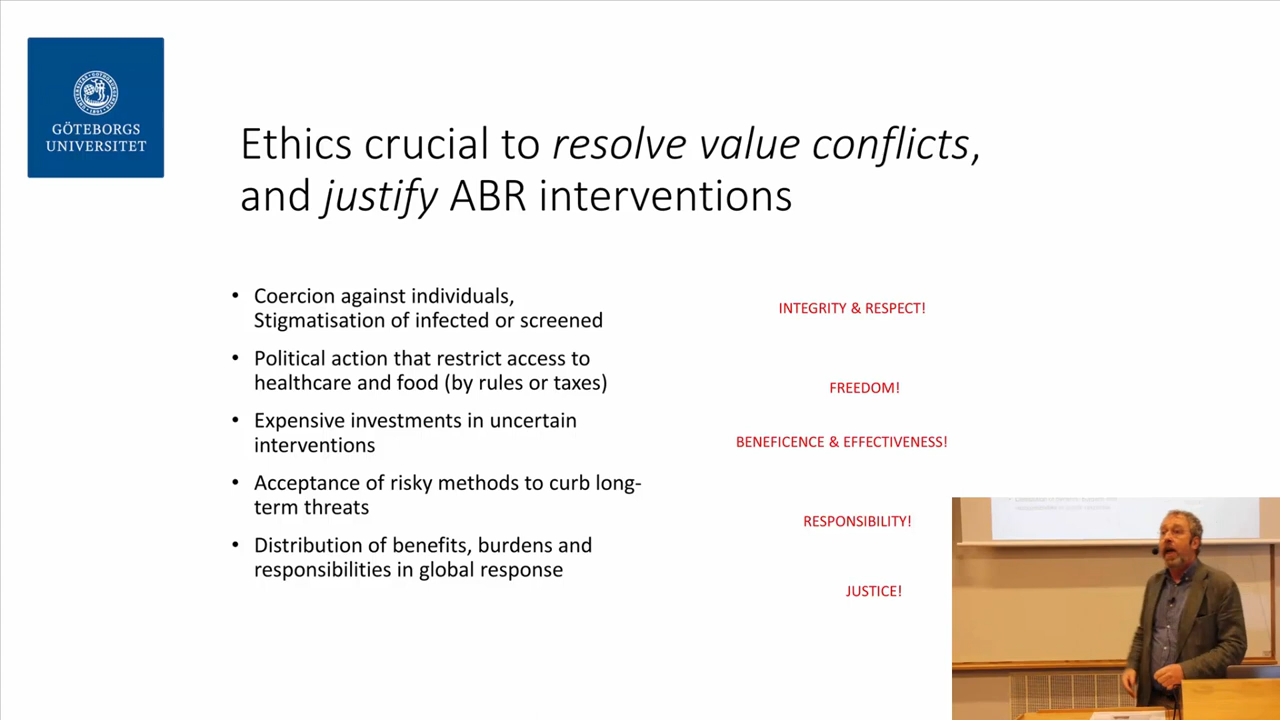 GÖTEBORGS
UNIVERSITET
Ethics crucial to resolve value conflicts,
and justify ABR interventions
• Coercion against individuals,
Stigmatisation of infected or screened
INTEGRITY & RESPECT!
• Political action that restrict access to
healthcare and food (by rules or taxes)
FREEDOM!
• Expensive investments in uncertain
interventions
BENEFICENCE & EFFECTIVENESS!
• Acceptance of risky methods to curb long-
term threats
RESPONSIBILITY!
• Distribution of benefits, burdens and
responsibilities in global response
JUSTICE!